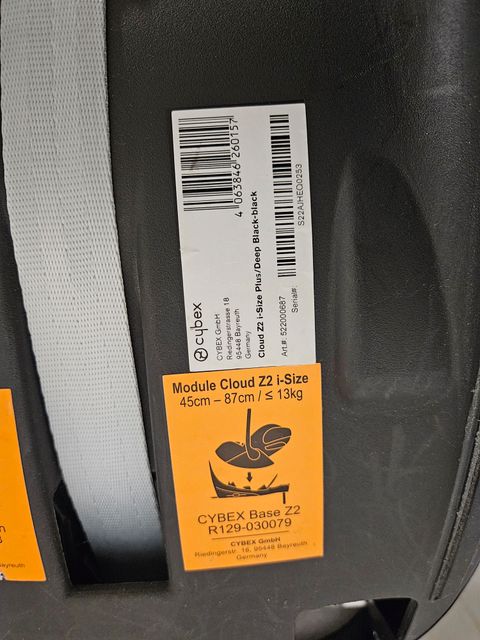 cybex
CYBEX GmbH
Riedingerstrasse 18
95448 Bayreuth
Germany
Cloud Z2 i-Size Plus/Deep Black-black
Art.#: 522000687
Serial#:
4 063846 260157
S22AJHEO0253
Module Cloud Z2 i-Size
45cm – 87cm / ≤ 13kg
CYBEX Base Z2
R129-030079
CYBEX GmbH
Riedingerstr. 18, 95448 Bayreuth
Germany